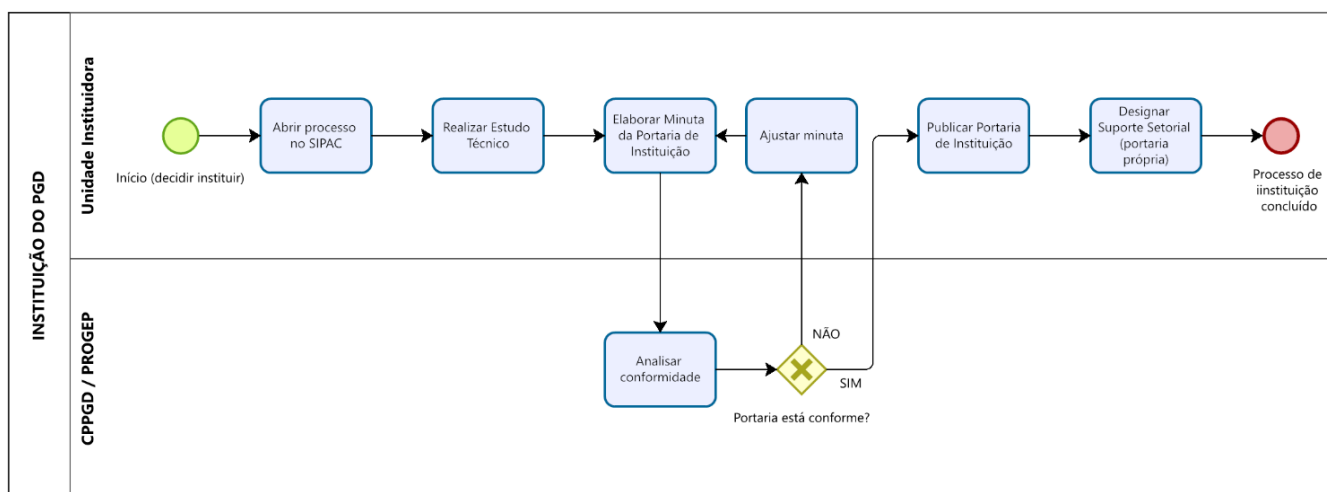 INSTITUIÇÃO DO PGD
Unidade Instituidora
Início (decidir instituir)
Abrir processo
no SIPAC
Realizar Estudo
Técnico
Elaborar Minuta
da Portaria de
Instituição
Ajustar minuta
Publicar Portaria
de Instituição
Designar
Suporte Setorial
(portaria
própria)
Processo de
iinstituição
concluído
CPPGD / PROGEP
Analisar
conformidade
NÃO
SIM
Portaria está conforme?